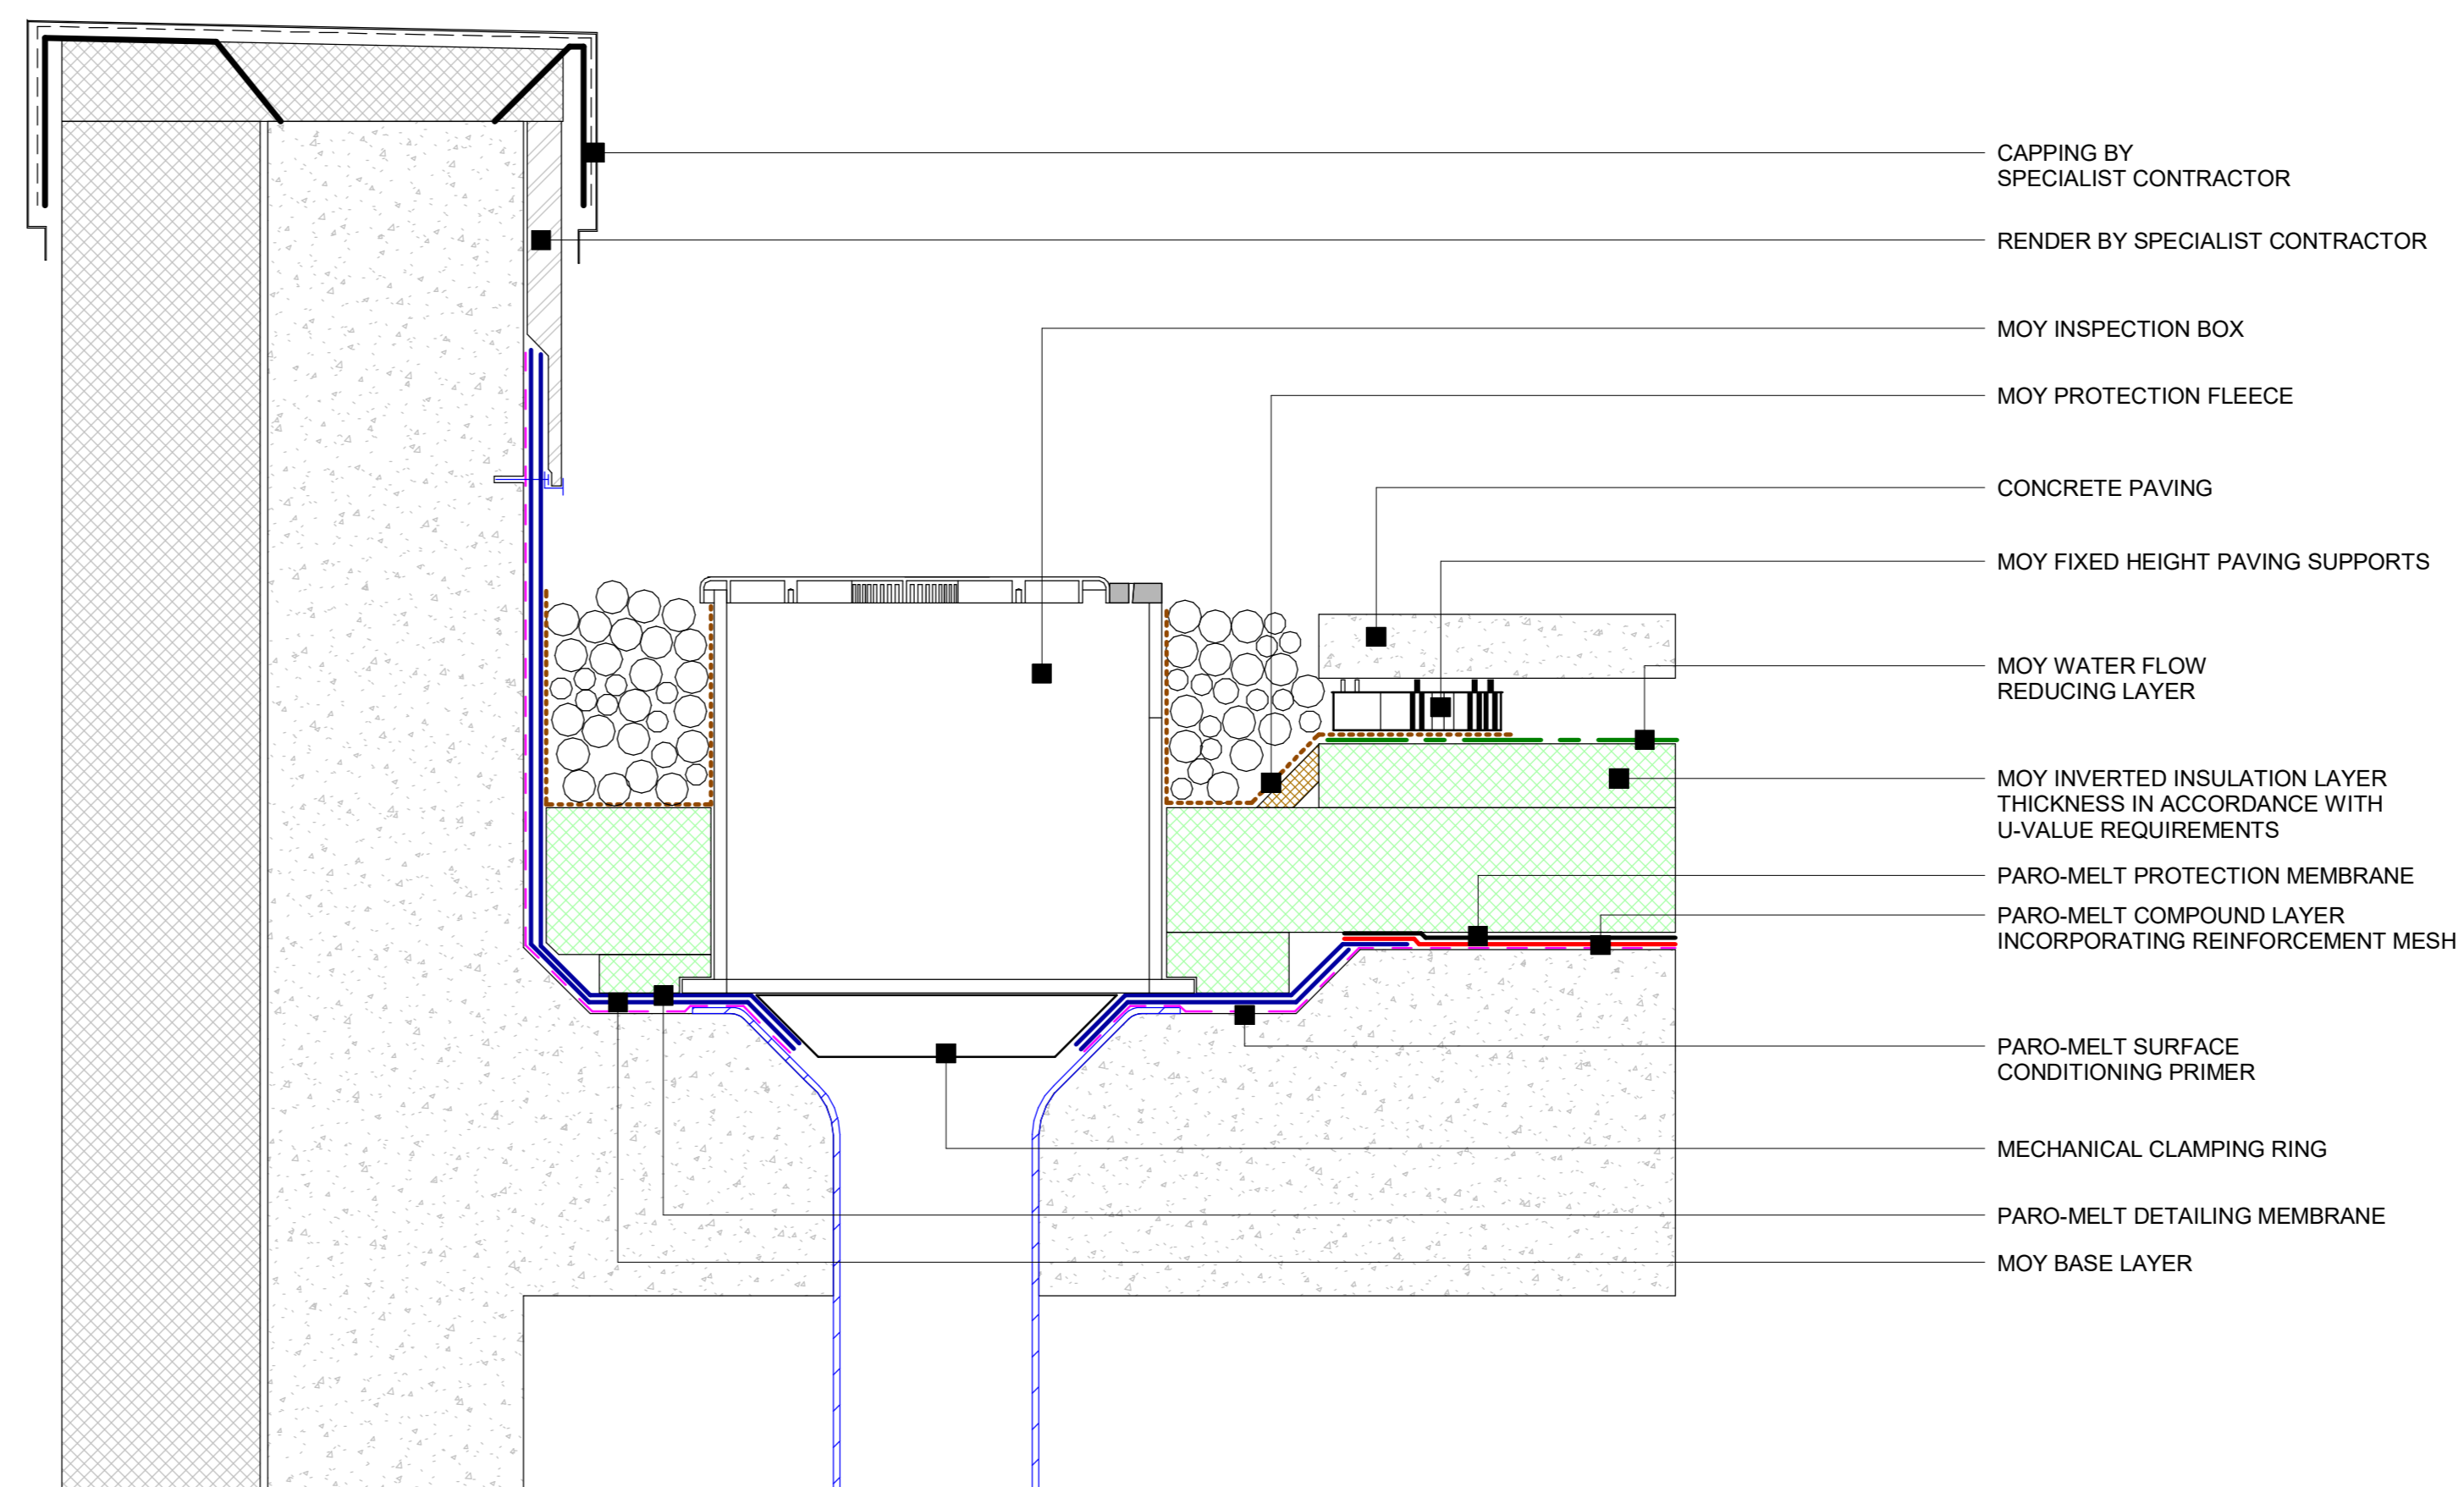 CAPPING BY
SPECIALIST CONTRACTOR
RENDER BY SPECIALIST CONTRACTOR
MOY INSPECTION BOX
MOY PROTECTION FLEECE
CONCRETE PAVING
MOY FIXED HEIGHT PAVING SUPPORTS
MOY WATER FLOW
REDUCING LAYER
MOY INVERTED INSULATION LAYER
THICKNESS IN ACCORDANCE WITH
U-VALUE REQUIREMENTS
PARO-MELT PROTECTION MEMBRANE
PARO-MELT COMPOUND LAYER
INCORPORATING REINFORCEMENT MESH
PARO-MELT SURFACE
CONDITIONING PRIMER
MECHANICAL CLAMPING RING
PARO-MELT DETAILING MEMBRANE
MOY BASE LAYER